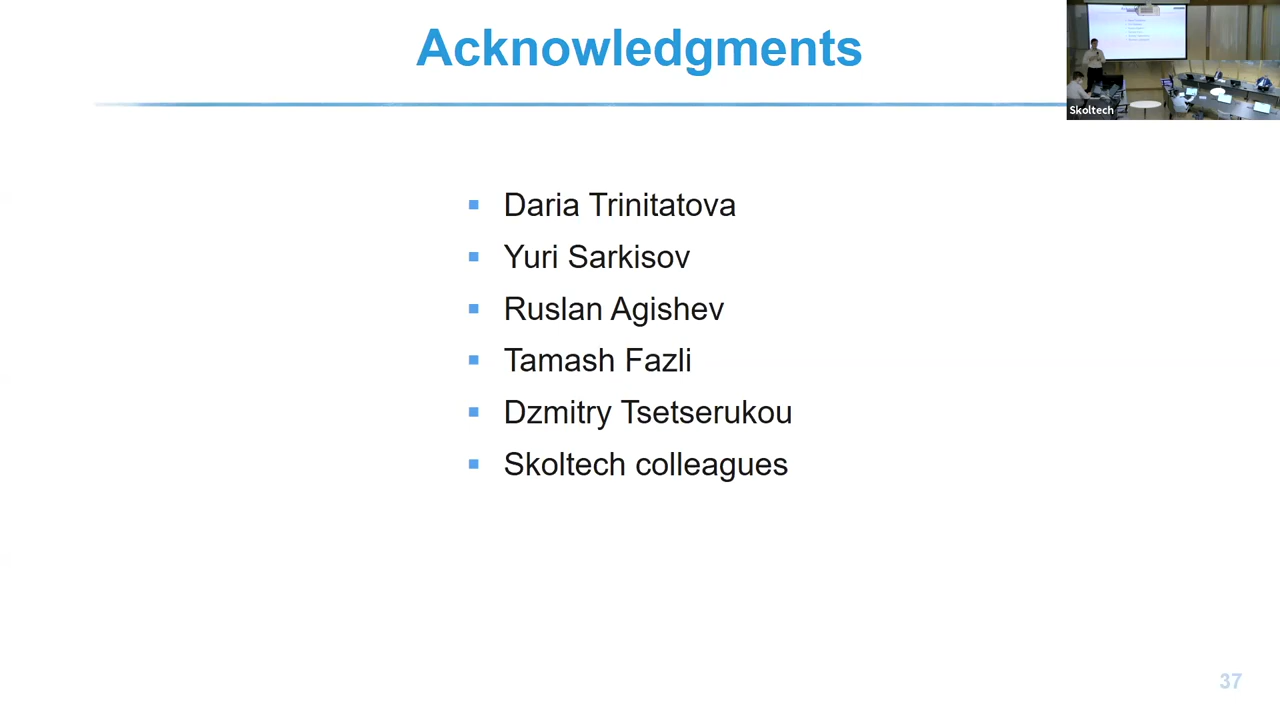 Acknowledgments
Skoltech
Daria Trinitatova
Yuri Sarkisov
Ruslan Agishev
Tamash Fazli
Dzmitry Tsetserukou
Skoltech colleagues
37